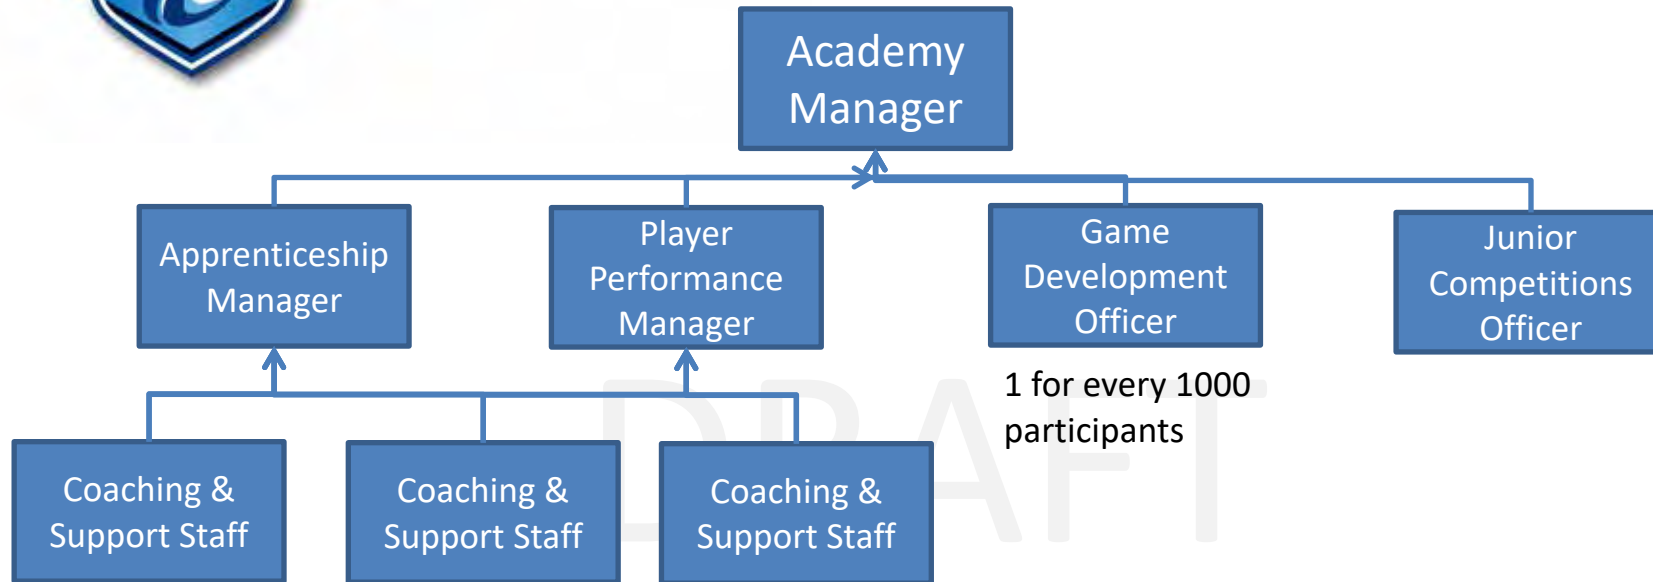 Academy
Manager
Apprenticeship
Manager
Player
Performance
Manager
Game
Development
Officer
Junior
Competitions
Officer
1 for every 1000
participants
DRAFT
Coaching &
Support Staff
Coaching &
Support Staff
Coaching &
Support Staff